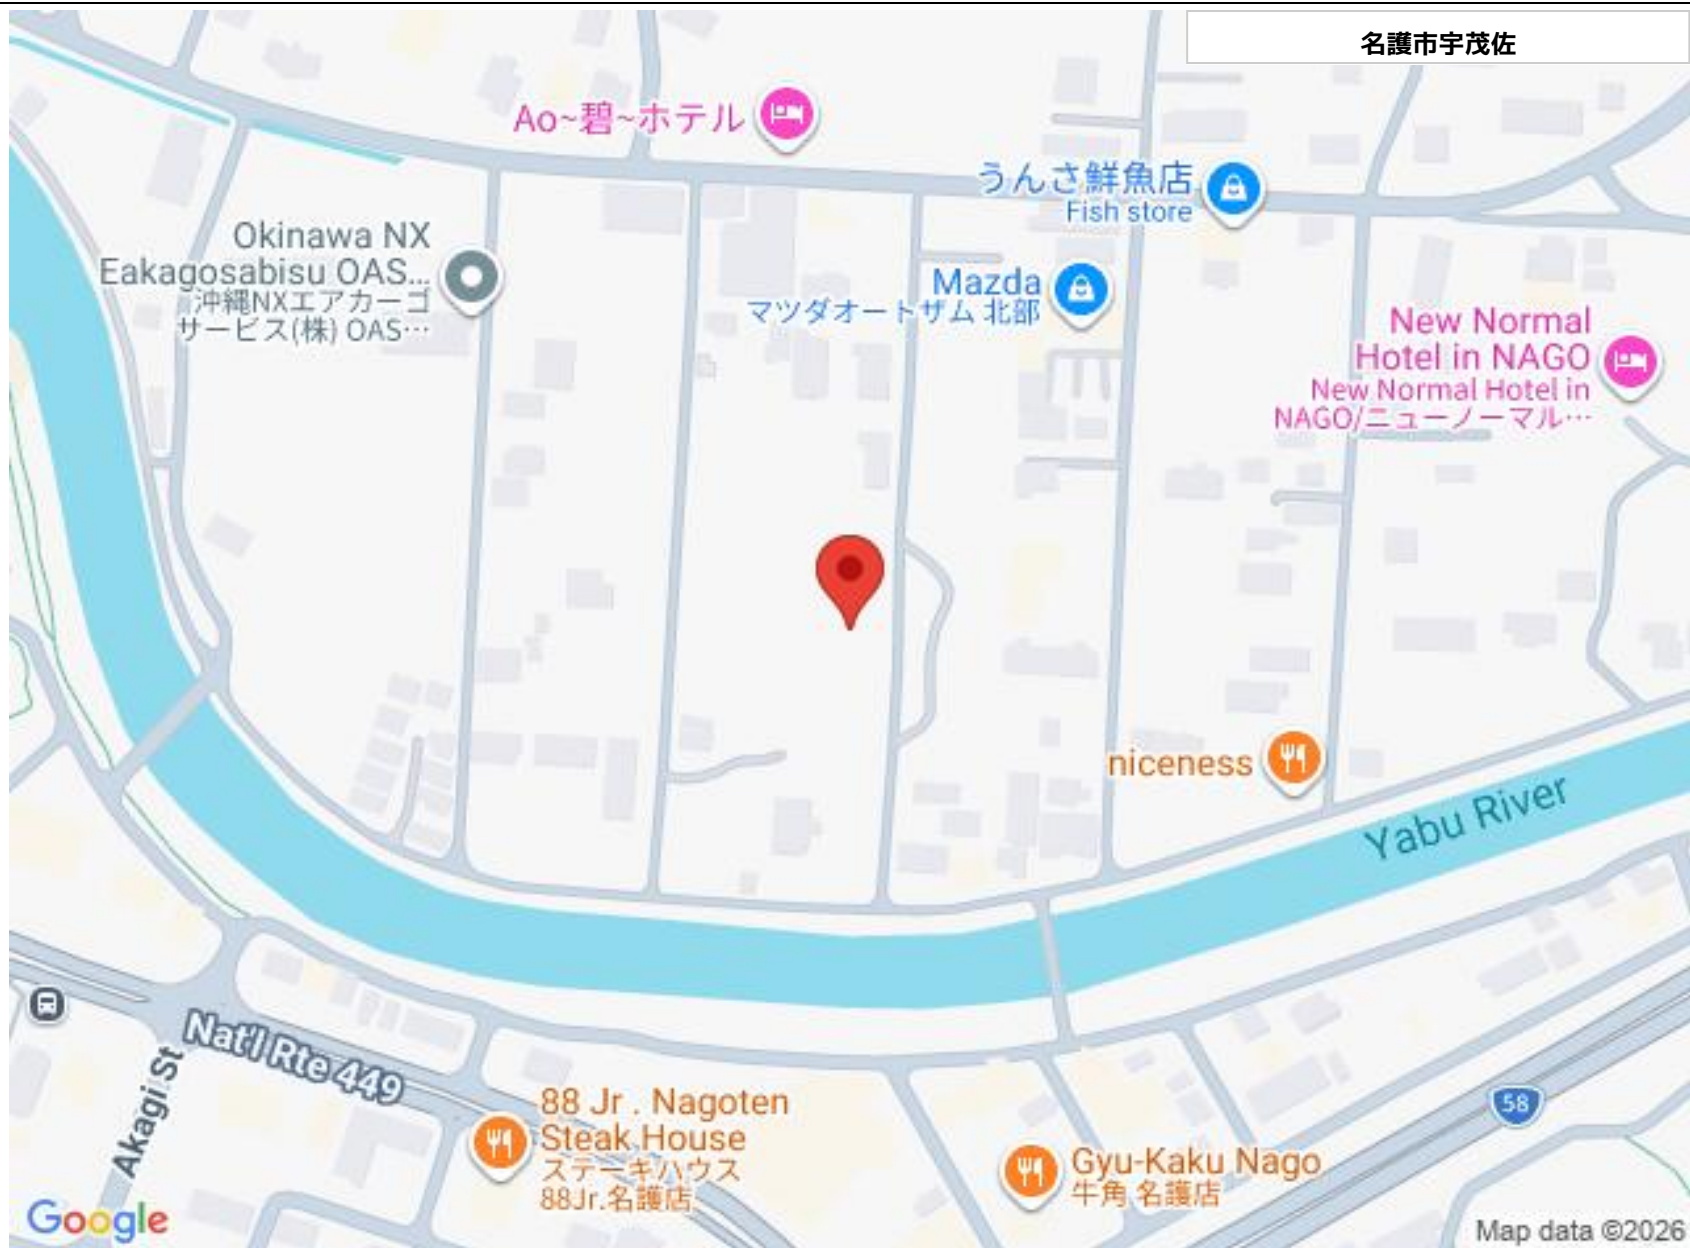 名護市宇茂佐
Ao~碧~ホテル
うんさ鮮魚店
Fish store
Okinawa NX
Eakagosabisu OAS...
沖縄NXエアカーゴ
サービス(株) OAS…
Mazda
マツダオートザム 北部
New Normal
Hotel in NAGO
New Normal Hotel in
NAGO/ニューノーマル…
niceness
Yabu River
Nat'l Rte 449
Akagi St
58
88 Jr . Nagoten
Steak House
ステーキハウス
88Jr.名護店
Gyu-Kaku Nago
牛角 名護店
Google
Map data ©2026